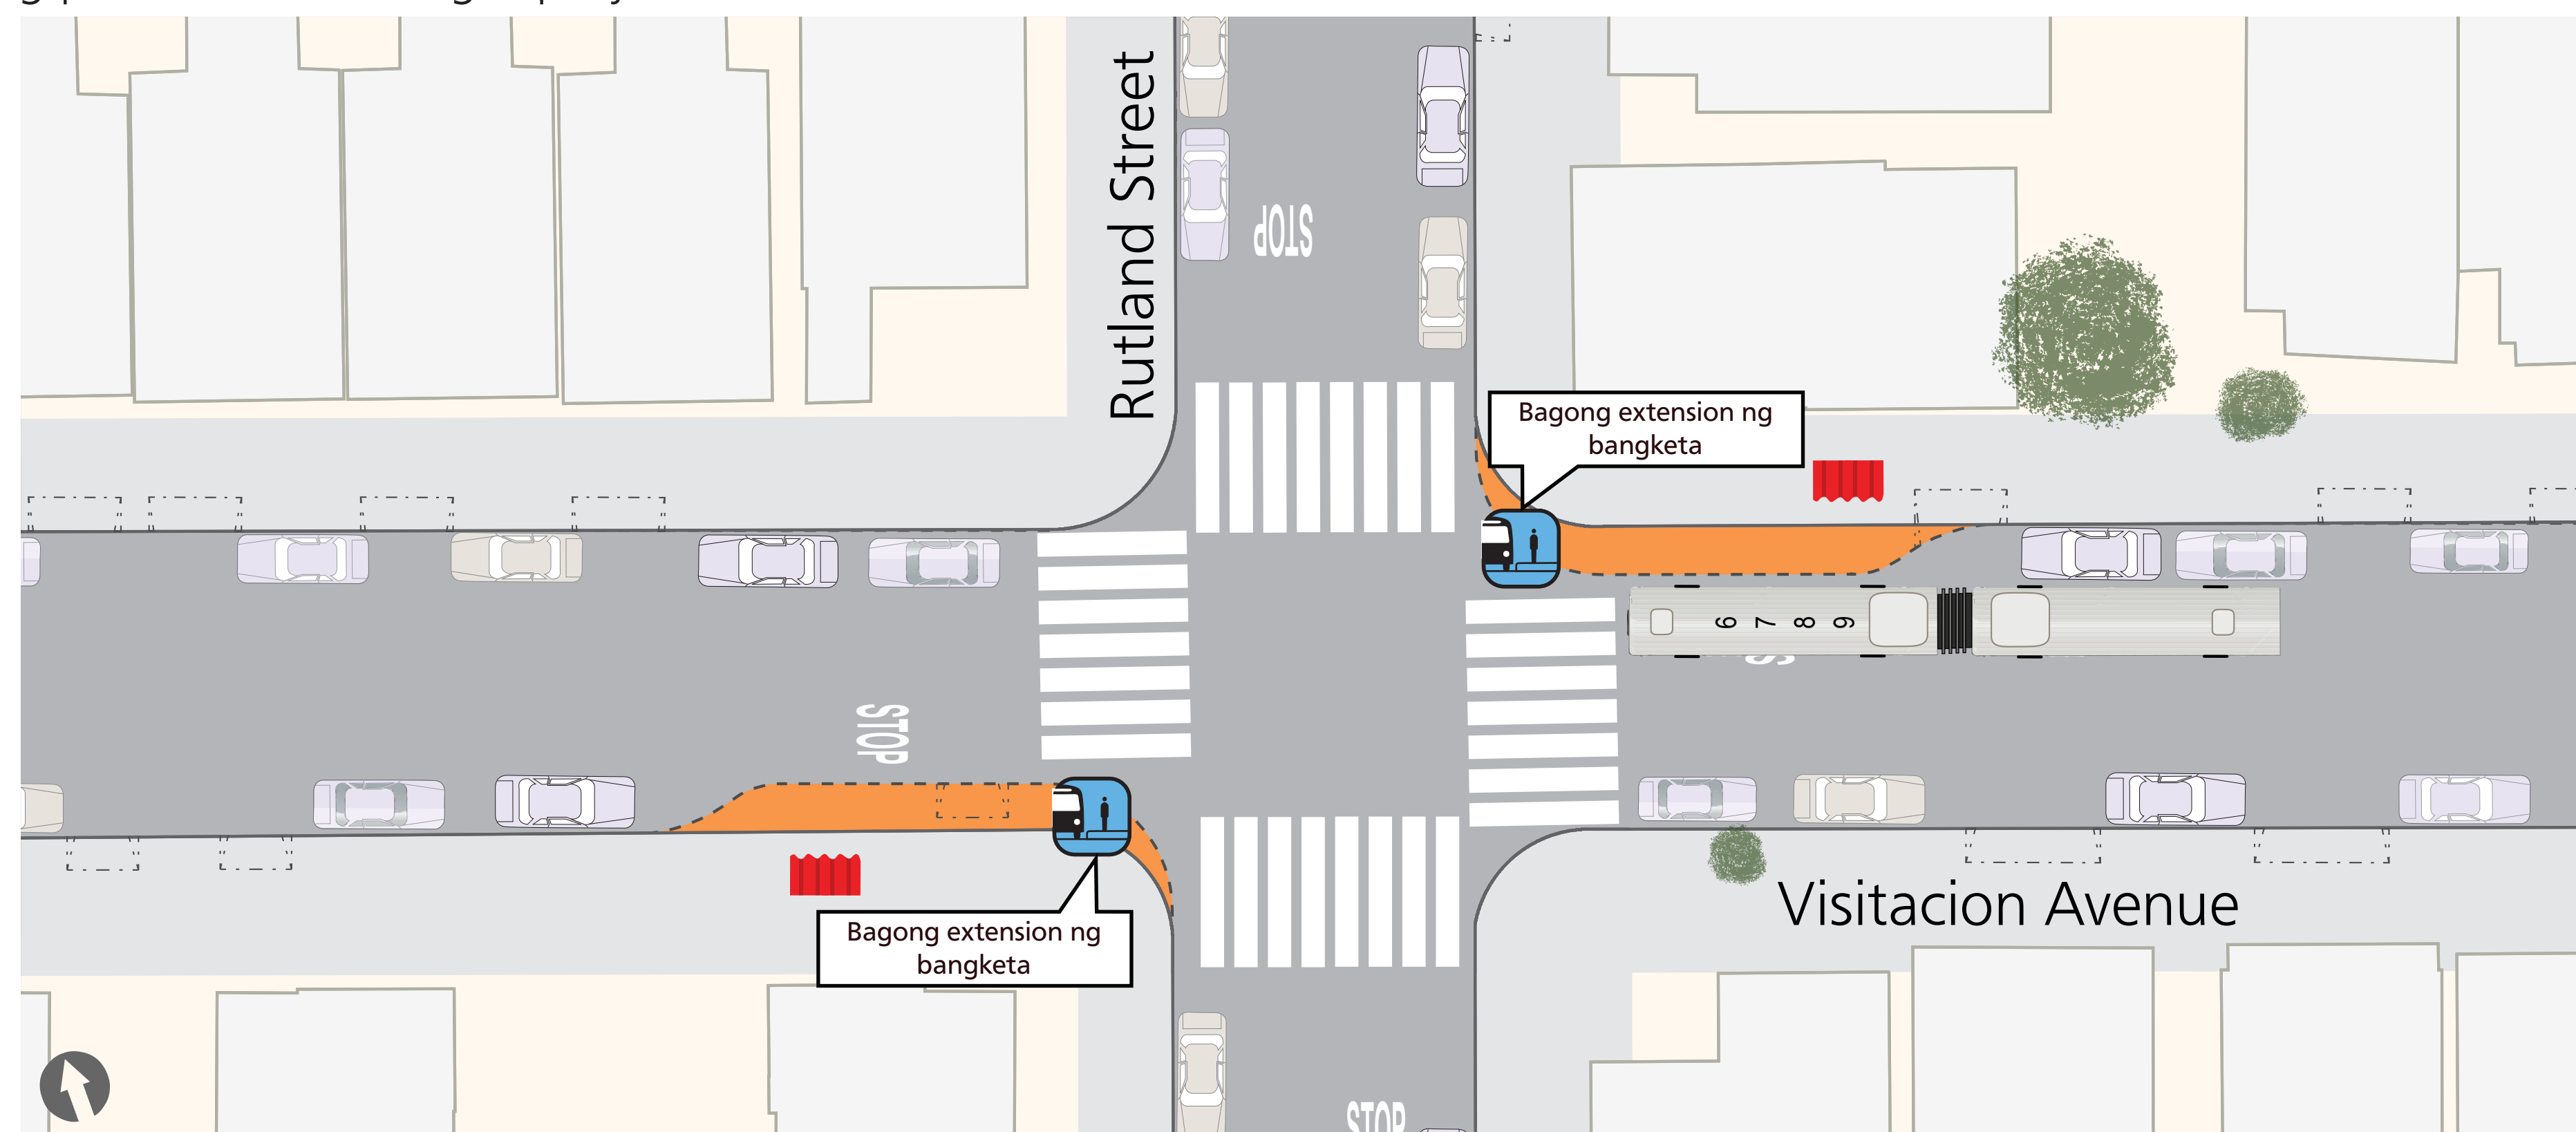 Rutland Street
STOP
Bagong extension ng
bangketa
6 7 8 9
STOP
Bagong extension ng
bangketa
Visitacion Avenue
STOP